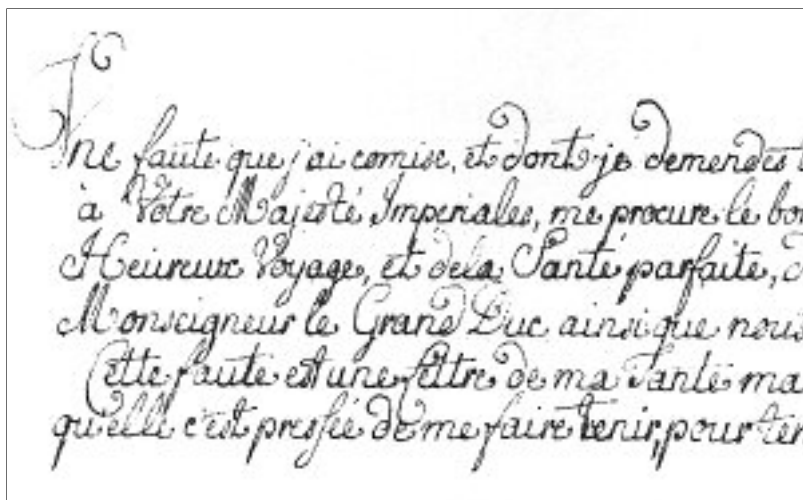 Une faute que j'ai comise, et dont je demendes
à Votre Majesté Imperiales, me procure le
Heureux Voyage, et de la Santé parfaite,
Monseigneur le Grand Duc ainsi que nous
Cette faute est une lettre de ma Santé
qu'elle c'est pressée de me faire tenir, pour